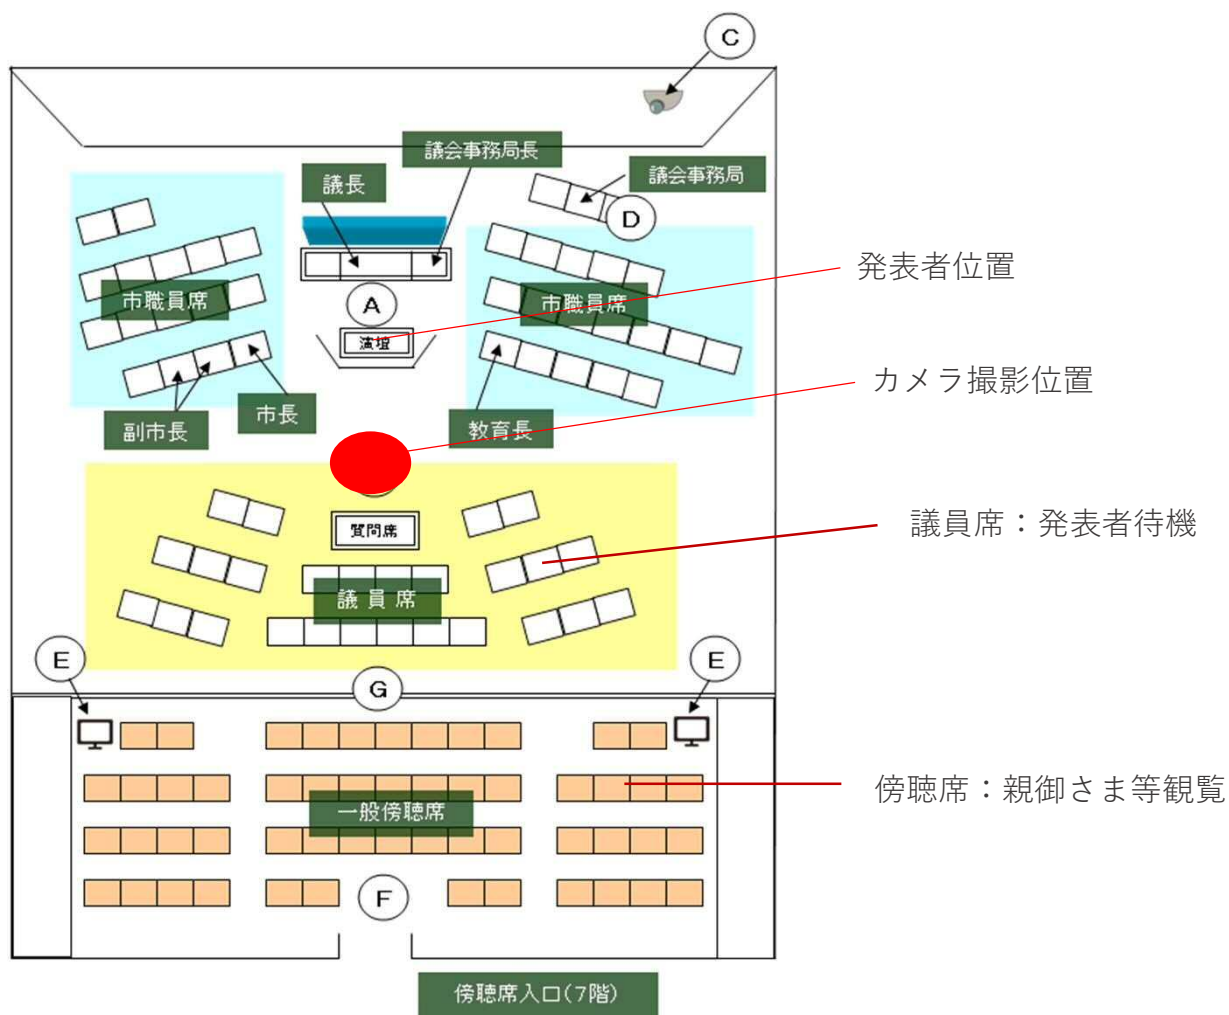 C
議会事務局長
議長
議会事務局
D
発表者位置
市職員席
A
市職員席
演壇
カメラ撮影位置
副市長
市長
教育長
議員席：発表者待機
質問席
議員席
E
E
G
傍聴席：親御さま等観覧
一般傍聴席
F
傍聴席入口(7階)